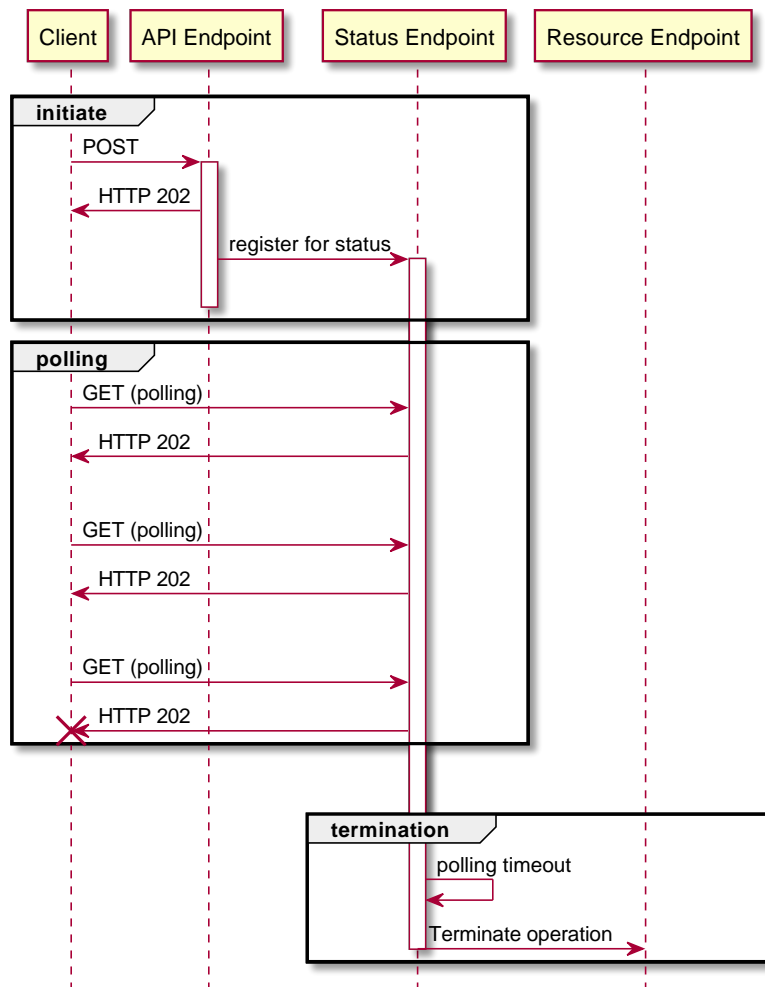 Client
API Endpoint
Status Endpoint
Resource Endpoint
initiate
POST
HTTP 202
register for status
polling
GET (polling)
HTTP 202
GET (polling)
HTTP 202
GET (polling)
HTTP 202
termination
polling timeout
Terminate operation